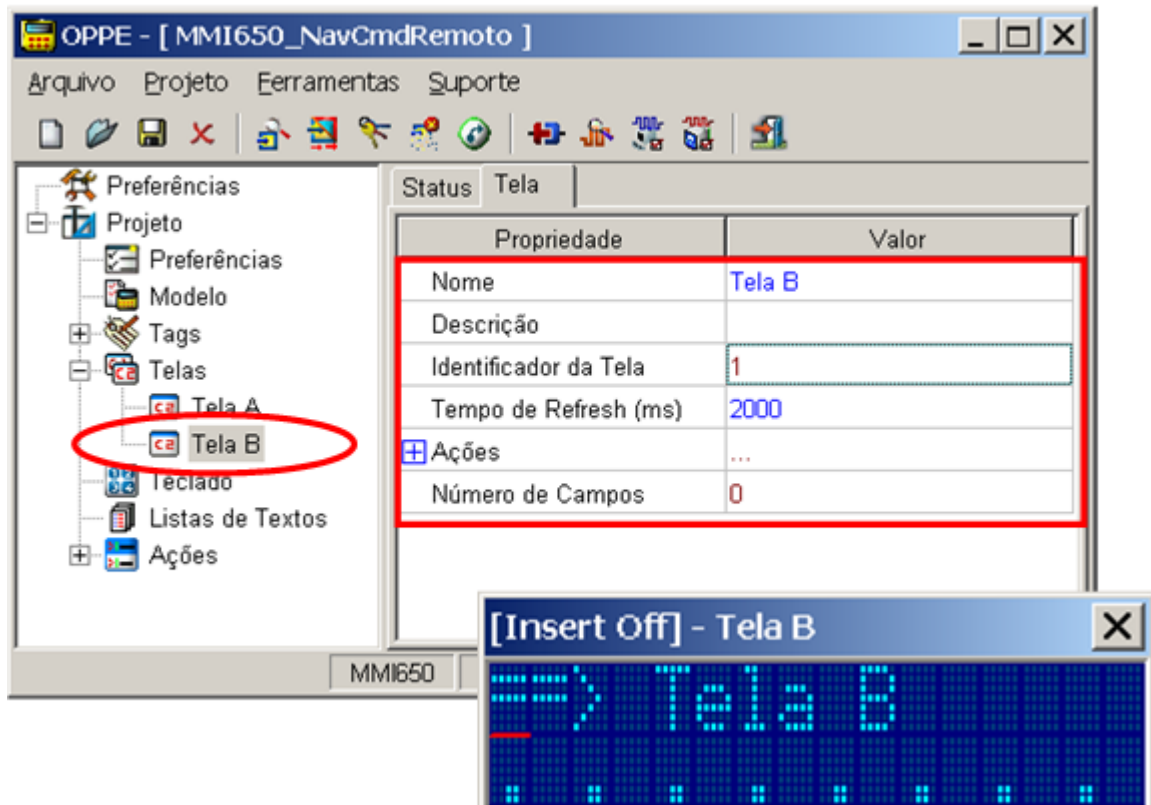 OPPE - [ MMI650_NavCmdRemoto ]
Arquivo Projeto Eerramentas Suporte
Preferências
Projeto
Preferências
Modelo
Tags
Telas
Tela A
Tela B
Teclado
Listas de Textos
Ações
Status Tela
Propriedade Valor
Nome Tela B
Descrição
Identificador da Tela 1
Tempo de Refresh (ms) 2000
Ações ...
Número de Campos 0
MMI650
[Insert Off] - Tela B
==> Tela B